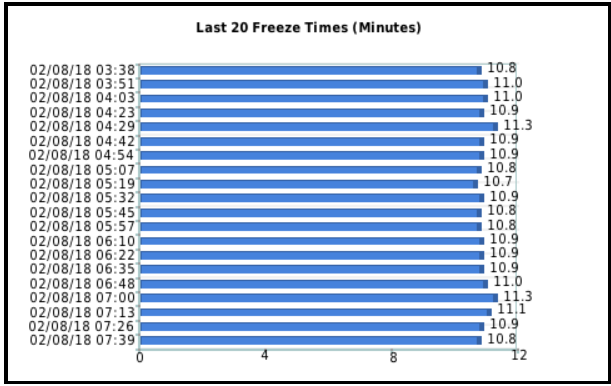 Last 20 Freeze Times (Minutes)
02/08/18 03:38 10.8
02/08/18 03:51 11.0
02/08/18 04:03 11.0
02/08/18 04:23 10.9
02/08/18 04:29 11.3
02/08/18 04:42 10.9
02/08/18 04:54 10.9
02/08/18 05:07 10.8
02/08/18 05:19 10.7
02/08/18 05:32 10.9
02/08/18 05:45 10.8
02/08/18 05:57 10.8
02/08/18 06:10 10.9
02/08/18 06:22 10.9
02/08/18 06:35 10.9
02/08/18 06:48 11.0
02/08/18 07:00 11.3
02/08/18 07:13 11.1
02/08/18 07:26 10.9
02/08/18 07:39 10.8
0 4 8 12